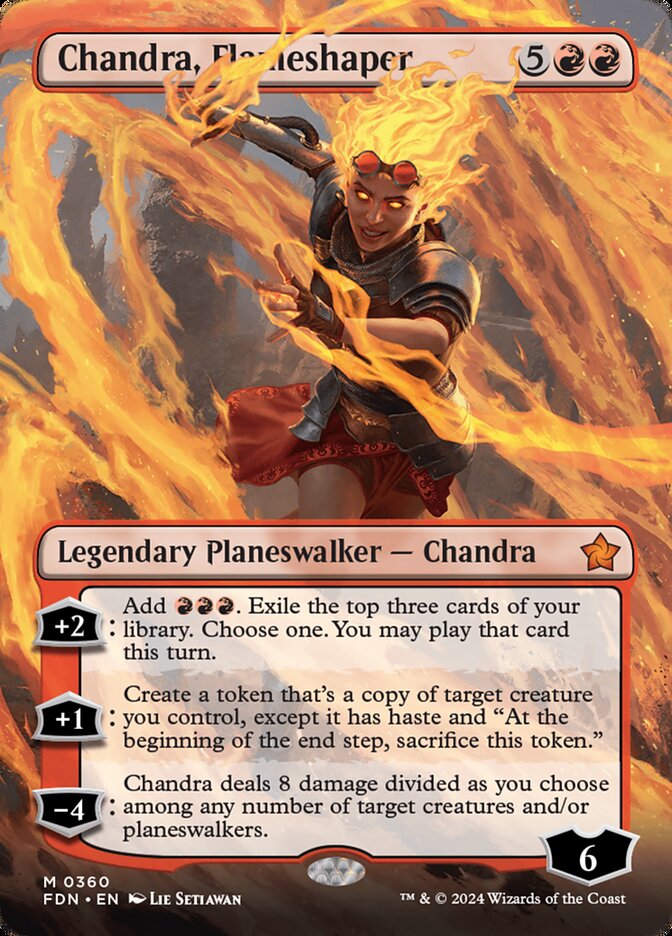 Chandra, Flameshaper 5
Legendary Planeswalker — Chandra
+2: Add . Exile the top three cards of your
library. Choose one. You may play that card
this turn.
+1: Create a token that's a copy of target creature
you control, except it has haste and “At the
beginning of the end step, sacrifice this token.”
−4: Chandra deals 8 damage divided as you choose
among any number of target creatures and/or
planeswalkers.
6
M 0360
FDN • EN Lie Setiawan ™ & © 2024 Wizards of the Coast